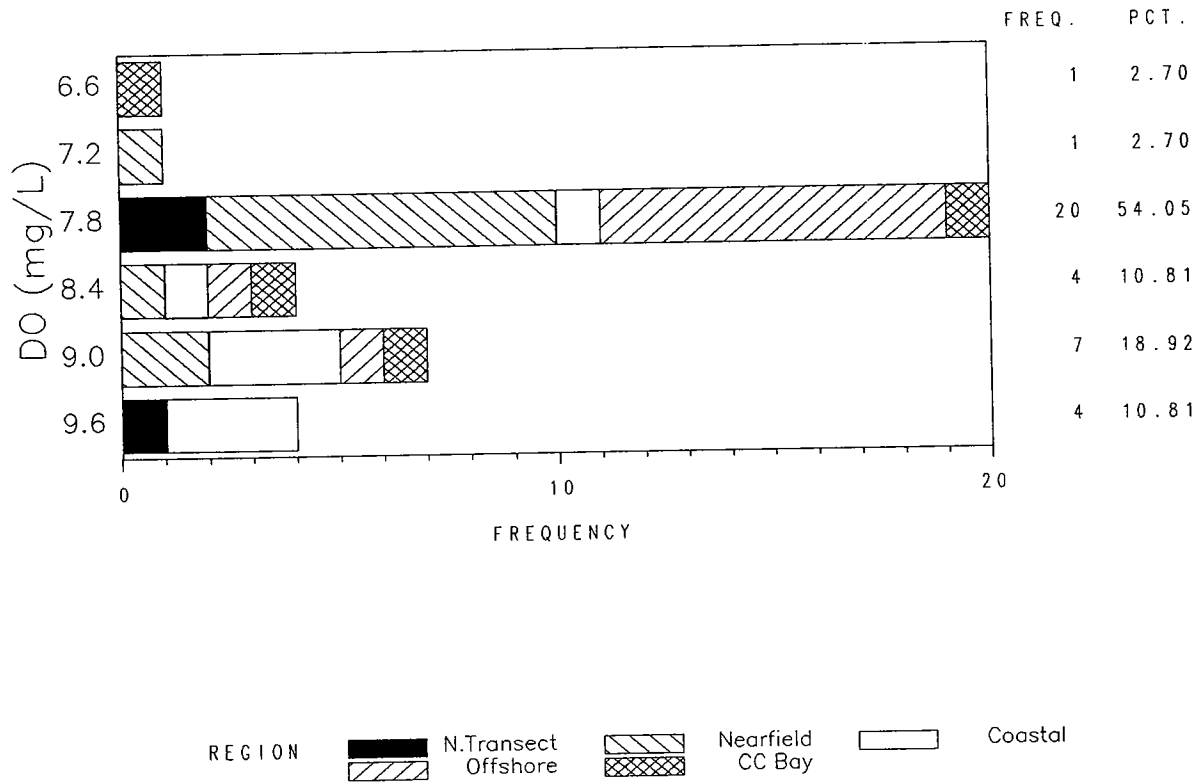 FREQ. PCT.
6.6 1 2.70
7.2 1 2.70
7.8 20 54.05
8.4 4 10.81
9.0 7 18.92
9.6 4 10.81
DO (mg/L)
0 10 20
FREQUENCY
REGION N.Transect Nearfield Coastal
Offshore CC Bay